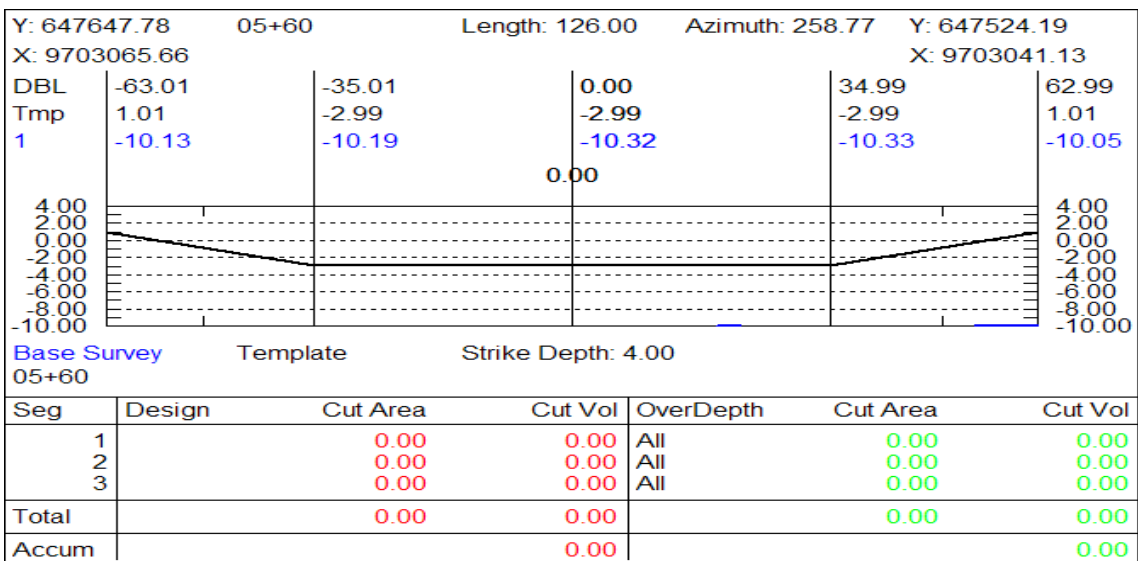 Y: 647647.78 05+60 Length: 126.00 Azimuth: 258.77 Y: 647524.19
X: 9703065.66 X: 9703041.13
DBL -63.01 -35.01 0.00 34.99 62.99
Tmp 1.01 -2.99 -2.99 -2.99 1.01
1 -10.13 -10.19 -10.32 -10.33 -10.05
0.00
4.00 4.00
2.00 2.00
0.00 0.00
-2.00 -2.00
-4.00 -4.00
-6.00 -6.00
-8.00 -8.00
-10.00 -10.00
Base Survey Template Strike Depth: 4.00
05+60
Seg Design Cut Area Cut Vol OverDepth Cut Area Cut Vol
1 0.00 0.00 All 0.00 0.00
2 0.00 0.00 All 0.00 0.00
3 0.00 0.00 All 0.00 0.00
Total 0.00 0.00 0.00 0.00
Accum 0.00 0.00